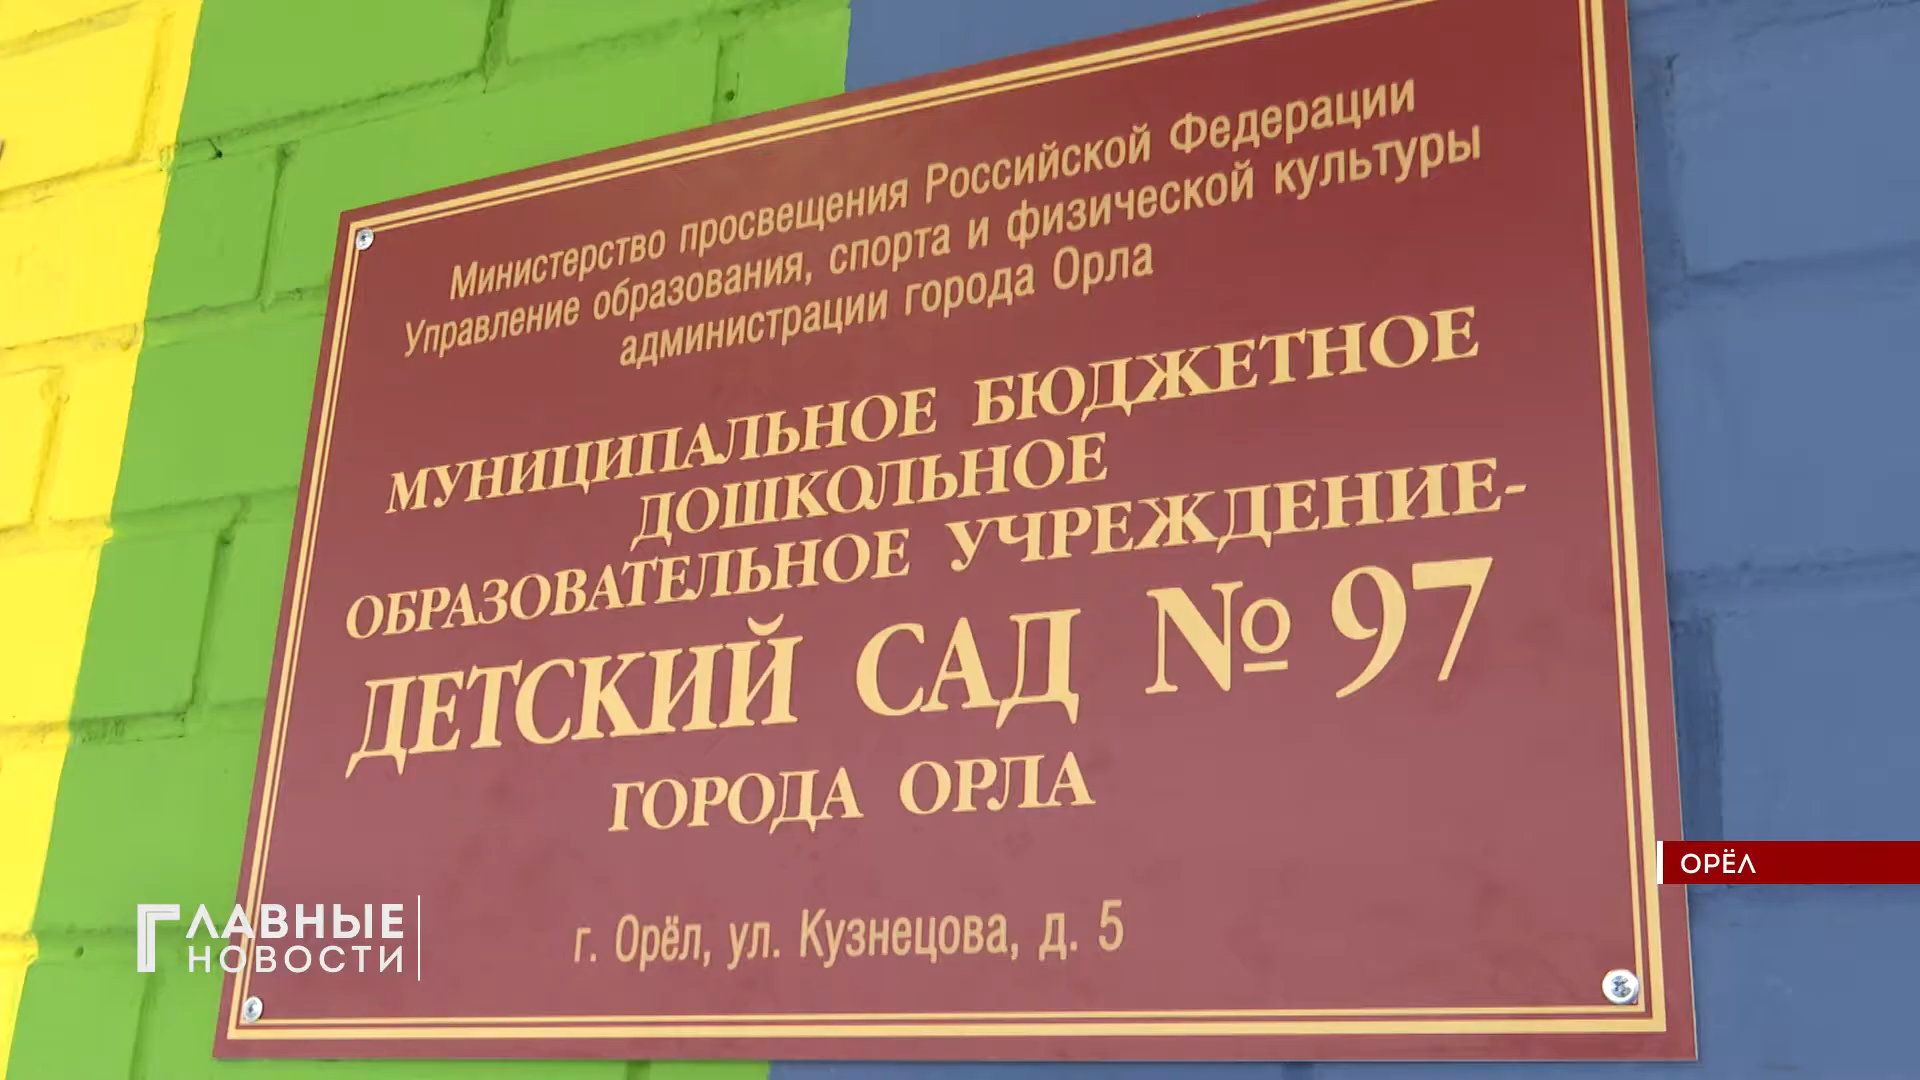 Министерство просвещения Российской Федерации
Управление образования, спорта и физической культуры
администрации города Орла
МУНИЦИПАЛЬНОЕ БЮДЖЕТНОЕ
ДОШКОЛЬНОЕ
ОБРАЗОВАТЕЛЬНОЕ УЧРЕЖДЕНИЕ-
ДЕТСКИЙ САД № 97
ГОРОДА ОРЛА
г. Орёл, ул. Кузнецова, д. 5
ОРЁЛ
ГЛАВНЫЕ
НОВОСТИ